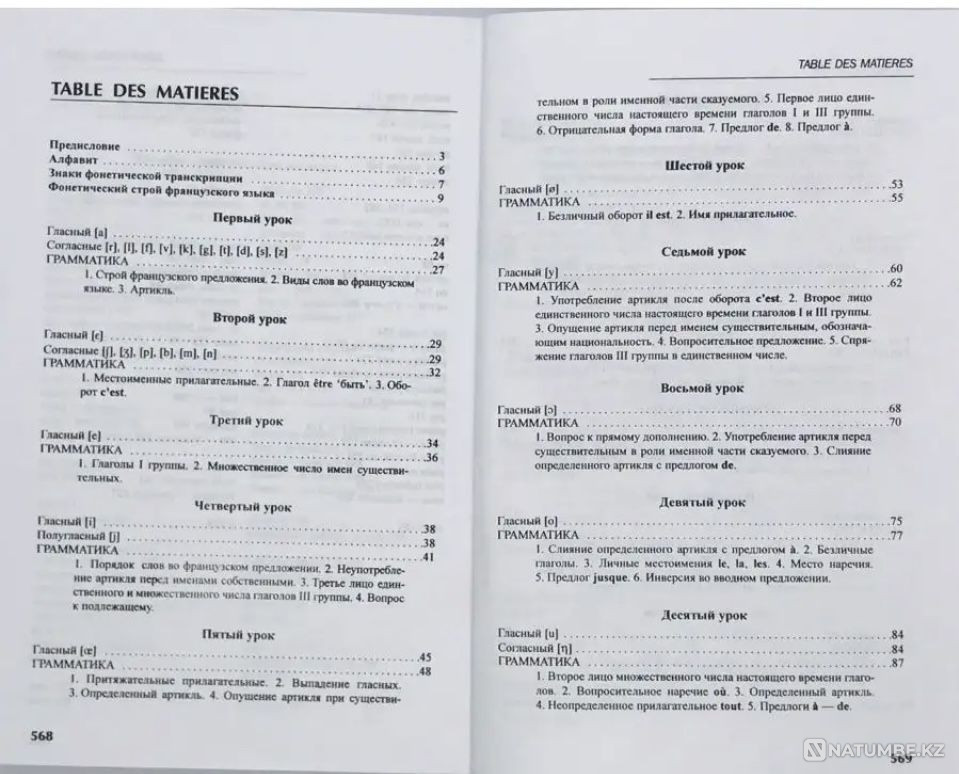 TABLE DES MATIERES
Предисловие ........ 3
Алфавит ........ 6
Знаки фонетической транскрипции ........ 7
Фонетический строй французского языка ........ 9
Первый урок
Гласный [a] ........ 24
Согласные [r], [l], [f], [v], [k], [g], [t], [d], [s], [z] ........ 24
ГРАММАТИКА ........ 27
1. Строй французского предложения. 2. Виды слов во французском
языке. 3. Артикль.
Второй урок
Гласный [ε] ........ 29
Согласные [ʃ], [ʒ], [p], [b], [m], [n] ........ 29
ГРАММАТИКА ........ 32
1. Местоименные прилагательные. 2. Глагол être ‘быть’. 3. Обо-
рот c'est.
Третий урок
Гласный [e] ........ 34
ГРАММАТИКА ........ 36
1. Глаголы I группы. 2. Множественное число имен существи-
тельных.
Четвертый урок
Гласный [i] ........ 38
Полугласный [j] ........ 38
ГРАММАТИКА ........ 41
1. Порядок слов во французском предложении. 2. Неупотребле-
ние артикля перед именами собственными. 3. Третье лицо един-
ственного и множественного числа глаголов III группы. 4. Вопрос
к подлежащему.
Пятый урок
Гласный [œ] ........ 45
ГРАММАТИКА ........ 48
1. Притяжательные прилагательные. 2. Выпадение гласных.
3. Определенный артикль. 4. Опущение артикля при существи-
568
TABLE DES MATIERES
тельном в роли именной части сказуемого. 5. Первое лицо един-
ственного числа настоящего времени глаголов I и III группы.
6. Отрицательная форма глагола. 7. Предлог de. 8. Предлог à.
Шестой урок
Гласный [ø] ........ 53
ГРАММАТИКА ........ 55
1. Безличный оборот il est. 2. Имя прилагательное.
Седьмой урок
Гласный [y] ........ 60
ГРАММАТИКА ........ 62
1. Употребление артикля после оборота c'est. 2. Второе лицо
единственного числа настоящего времени глаголов I и III группы.
3. Опущение артикля перед именем существительным, обознача-
ющим национальность. 4. Вопросительное предложение. 5. Спря-
жение глаголов III группы в единственном числе.
Восьмой урок
Гласный [ɔ] ........ 68
ГРАММАТИКА ........ 70
1. Вопрос к прямому дополнению. 2. Употребление артикля перед
существительным в роли именной части сказуемого. 3. Слияние
определенного артикля с предлогом de.
Девятый урок
Гласный [o] ........ 75
ГРАММАТИКА ........ 77
1. Слияние определенного артикля с предлогом à. 2. Безличные
глаголы. 3. Личные местоимения le, la, les. 4. Место наречия.
5. Предлог jusque. 6. Инверсия во вводном предложении.
Десятый урок
Гласный [u] ........ 84
Согласный [η] ........ 84
ГРАММАТИКА ........ 87
1. Второе лицо множественного числа настоящего времени глаго-
лов. 2. Вопросительное наречие où. 3. Определенный артикль.
4. Неопределенное прилагательное tout. 5. Предлоги à — de.
569
NATUMBE.KZ